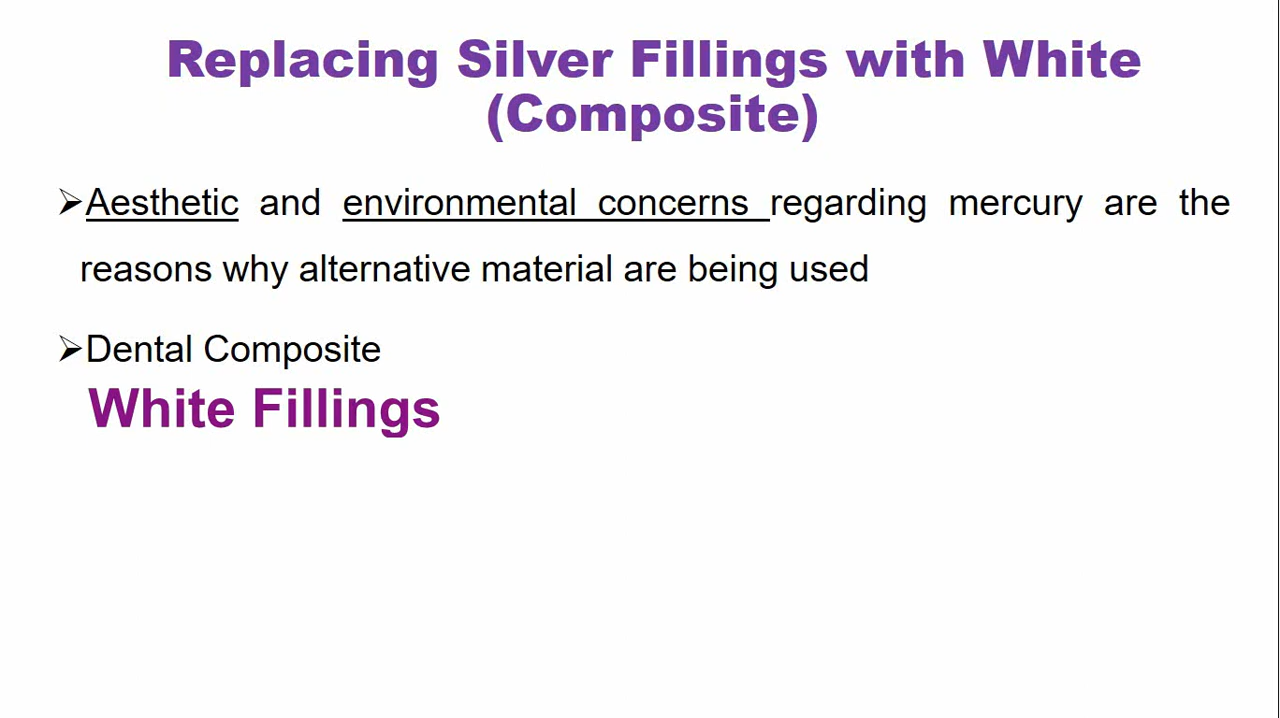 Replacing Silver Fillings with White
(Composite)
➢Aesthetic and environmental concerns regarding mercury are the
reasons why alternative material are being used
➢Dental Composite
White Fillings